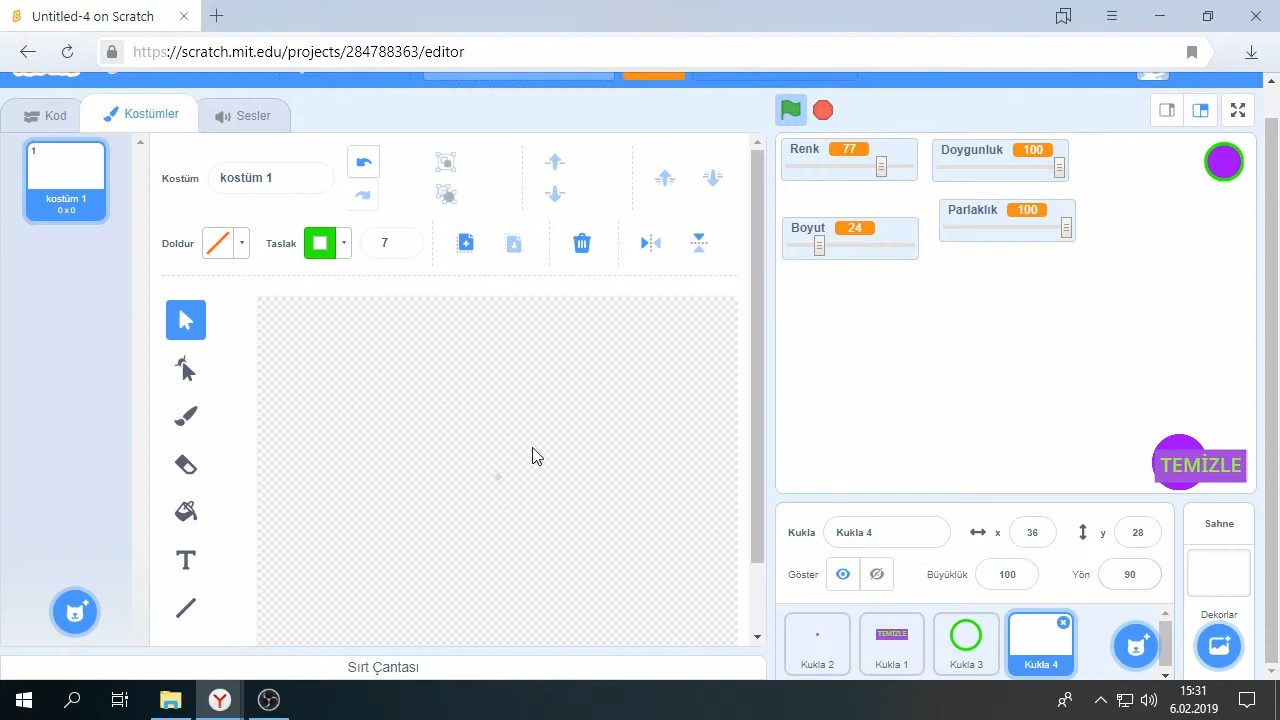 Untitled-4 on Scratch
https://scratch.mit.edu/projects/284788363/editor
Kod
Kostümler
Sesler
1
kostüm 1
0 x 0
Kostüm
kostüm 1
Doldur
Taslak
7
Renk 77
Doygunluk 100
Boyut 24
Parlaklık 100
TEMİZLE
Kukla
Kukla 4
x
36
y
28
Göster
Büyüklük
100
Yön
90
Kukla 2
TEMİZLE
Kukla 1
Kukla 3
Kukla 4
Sahne
Dekorlar
Sırt Çantası
15:31
6.02.2019